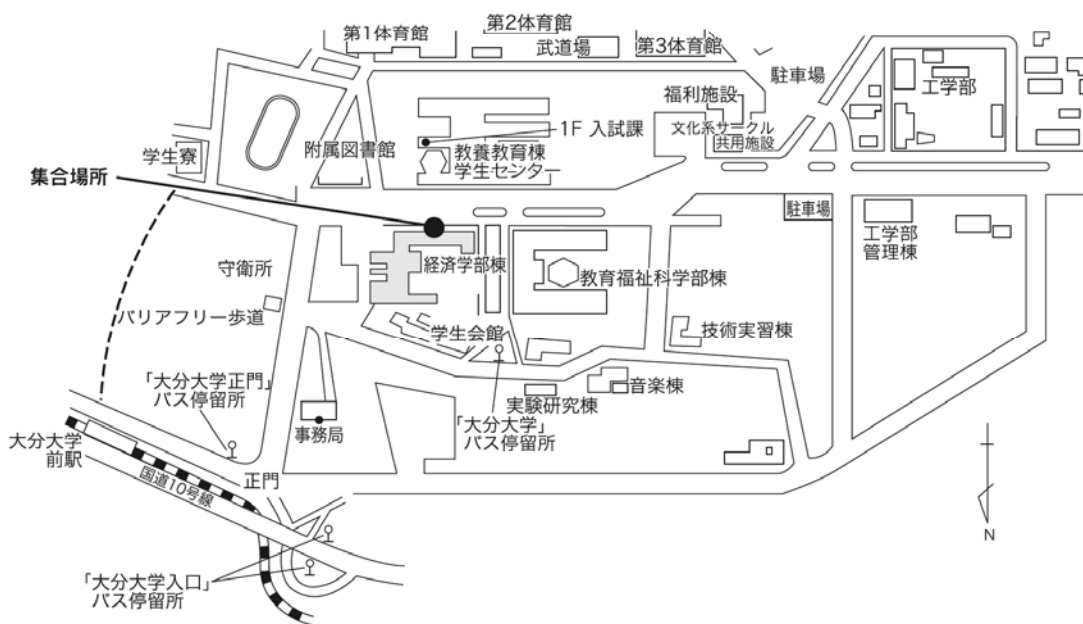 第1体育館
第2体育館
武道場
第3体育館
駐車場
工学部
福利施設
文化系サークル
共用施設
1F 入試課
教養教育棟
学生センター
附属図書館
学生寮
集合場所
駐車場
工学部
管理棟
守衛所
経済学部棟
教育福祉科学部棟
バリアフリー歩道
学生会館
技術実習棟
「大分大学正門」
バス停留所
音楽棟
実験研究棟
「大分大学」
バス停留所
事務局
大分大学
前駅
正門
国道10号線
N
「大分大学入口」
バス停留所